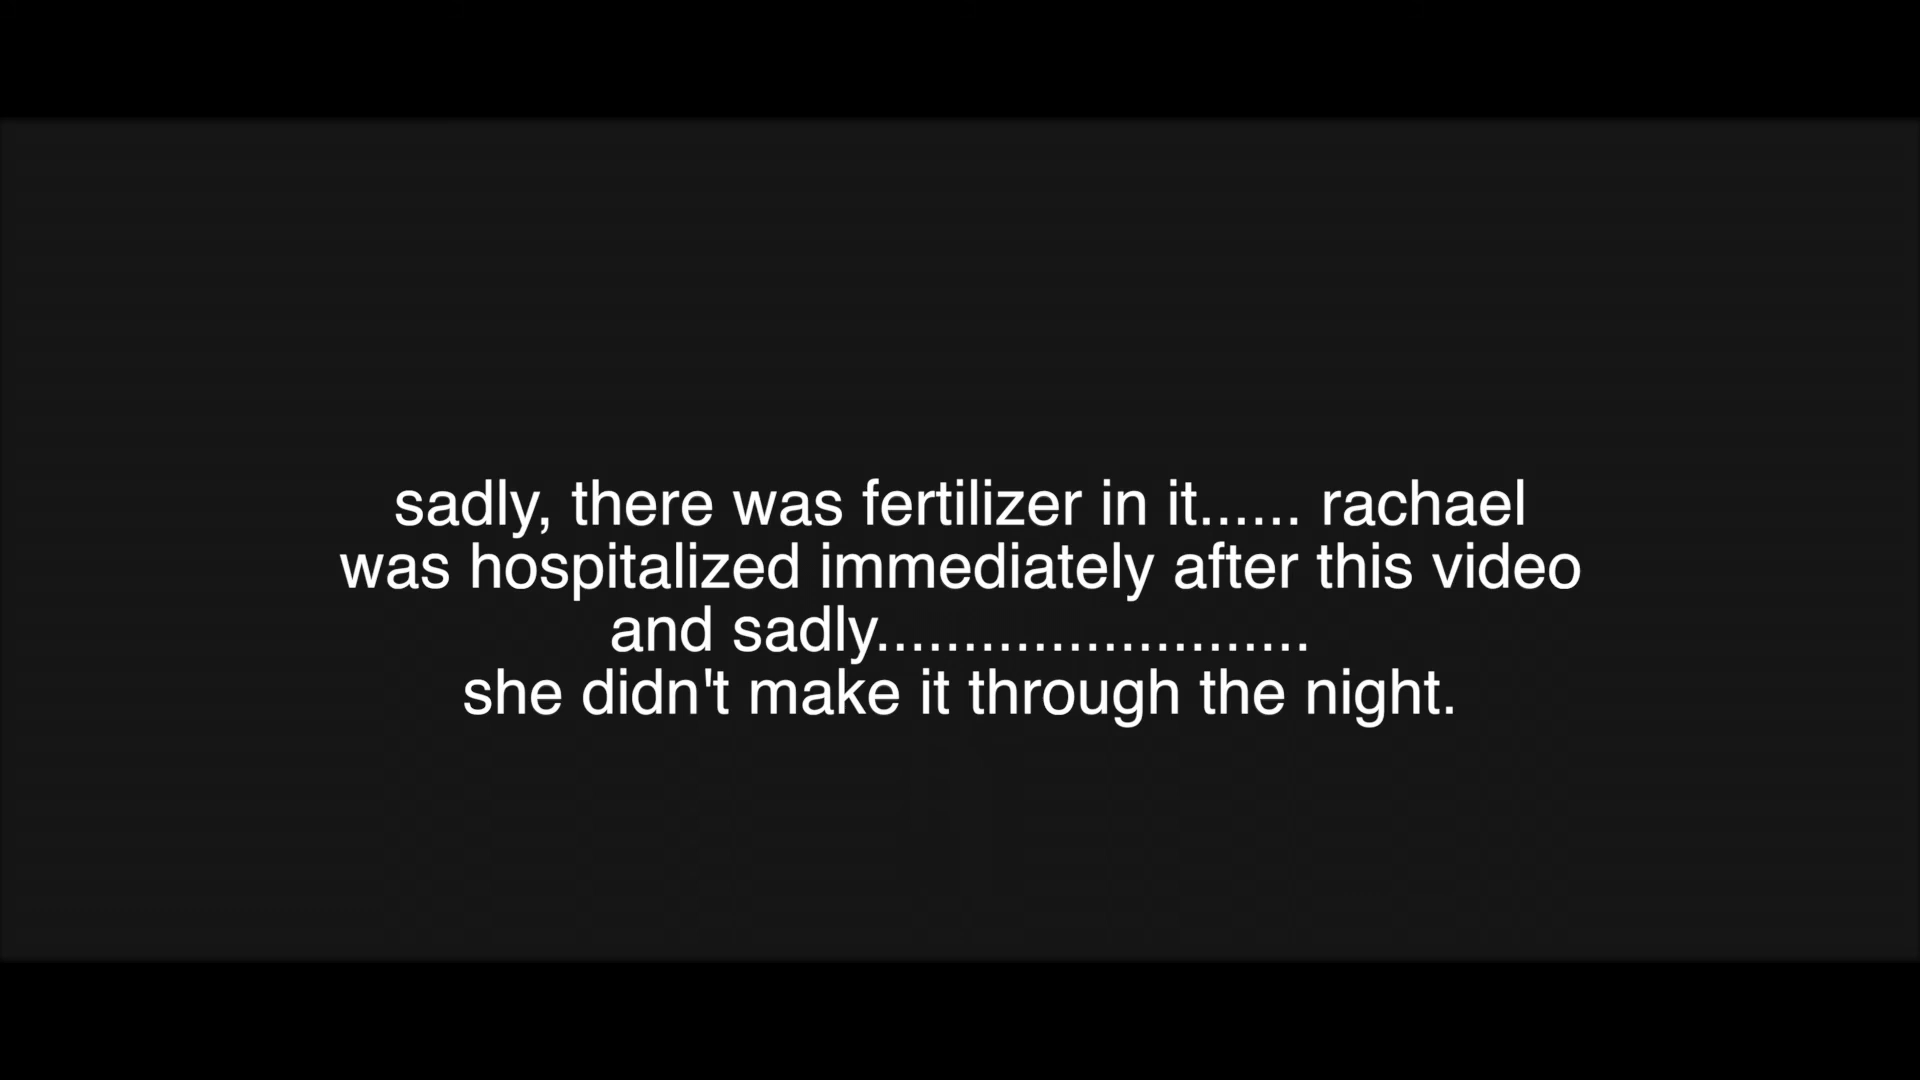 sadly, there was fertilizer in it...... rachael
was hospitalized immediately after this video
and sadly........................
she didn't make it through the night.